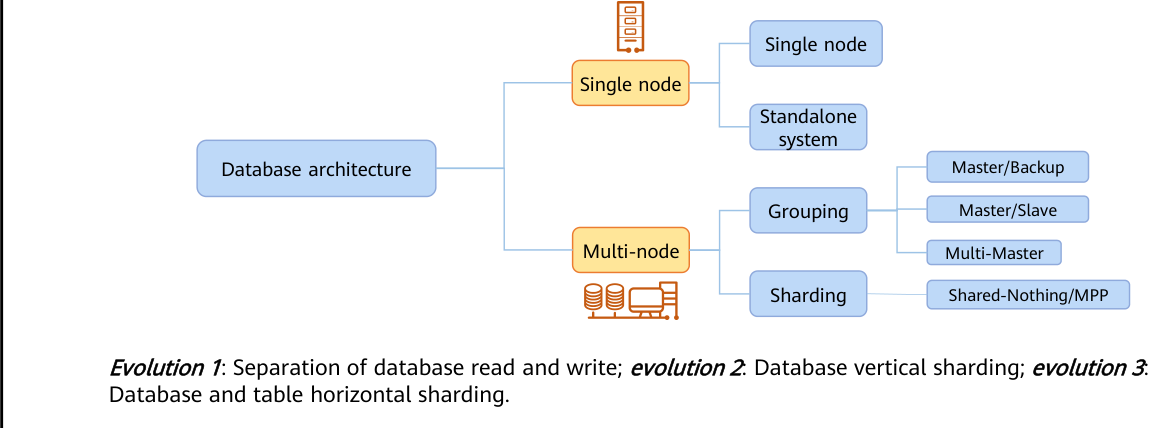 Single node
Single node
Standalone
system
Database architecture
Master/Backup
Grouping
Master/Slave
Multi-node
Multi-Master
Sharding
Shared-Nothing/MPP
Evolution 1: Separation of database read and write; evolution 2: Database vertical sharding; evolution 3:
Database and table horizontal sharding.